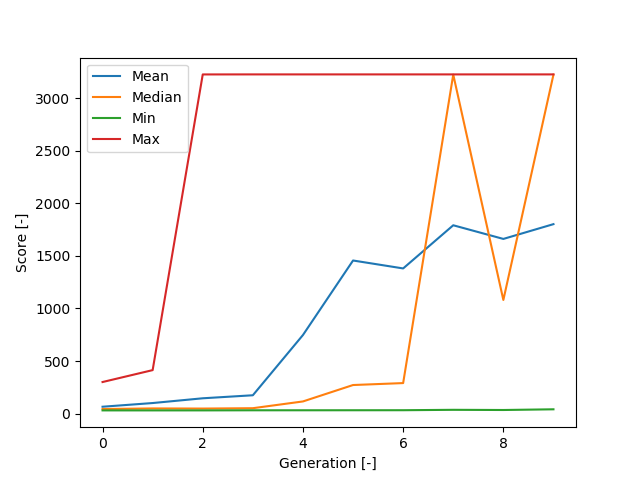 Mean
Median
Min
Max
3000
2500
2000
1500
1000
500
0
Score [-]
0 2 4 6 8
Generation [-]